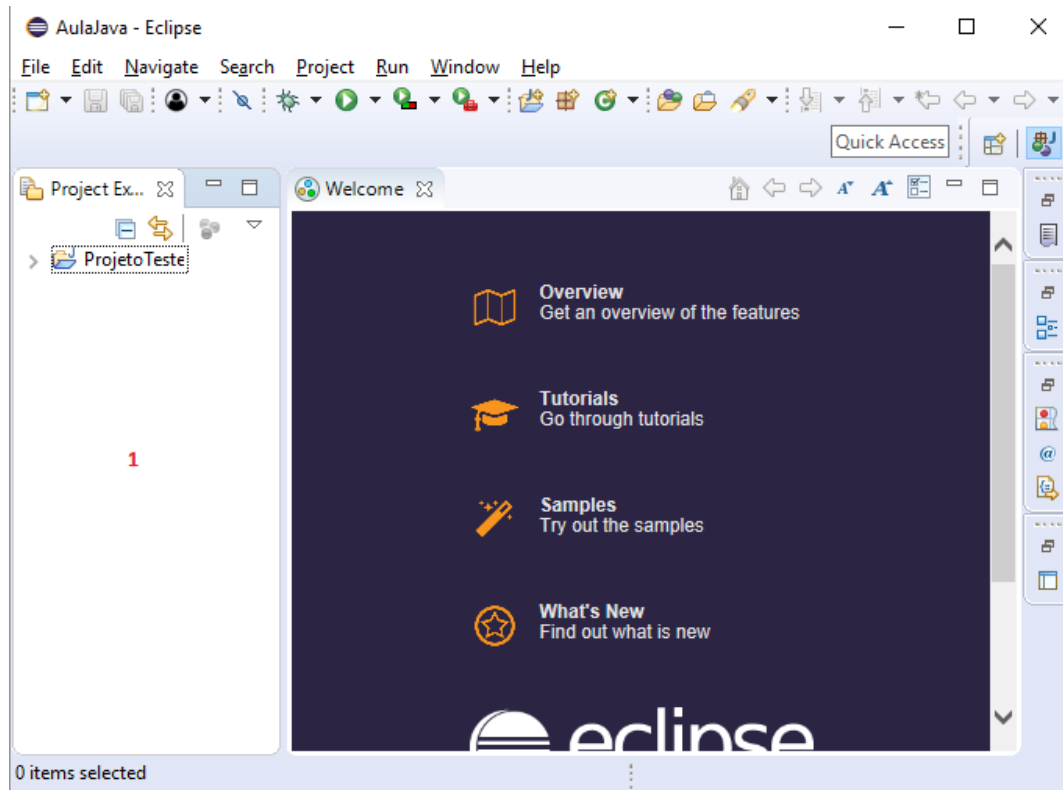 AulaJava - Eclipse
File Edit Navigate Search Project Run Window Help
Quick Access
Project Ex...
Welcome
ProjetoTeste
Overview
Get an overview of the features
Tutorials
Go through tutorials
1
Samples
Try out the samples
What's New
Find out what is new
eclipse
0 items selected